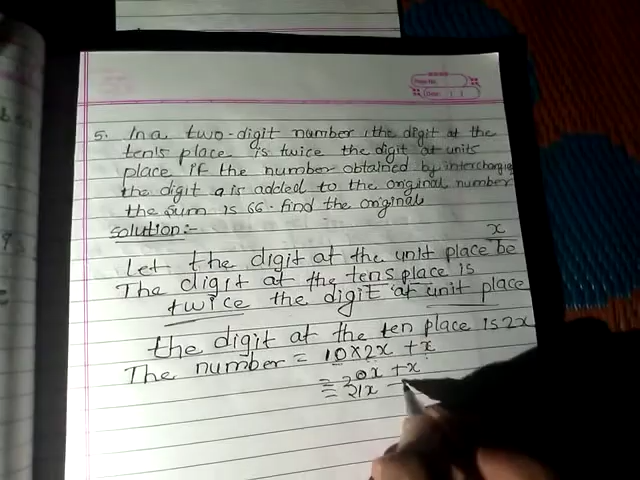 5. In a two-digit number, the digit at the
ten's place is twice the digit at units
place if the number obtained by interchanging
the digit a is added to the original number
the sum is 66. find the original
solution:-
x
Let the digit at the unit place be
The digit at the tens place is
twice the digit at unit place
the digit at the ten place is 2x
The number = 10×2x + x
= 20x + x
= 21x